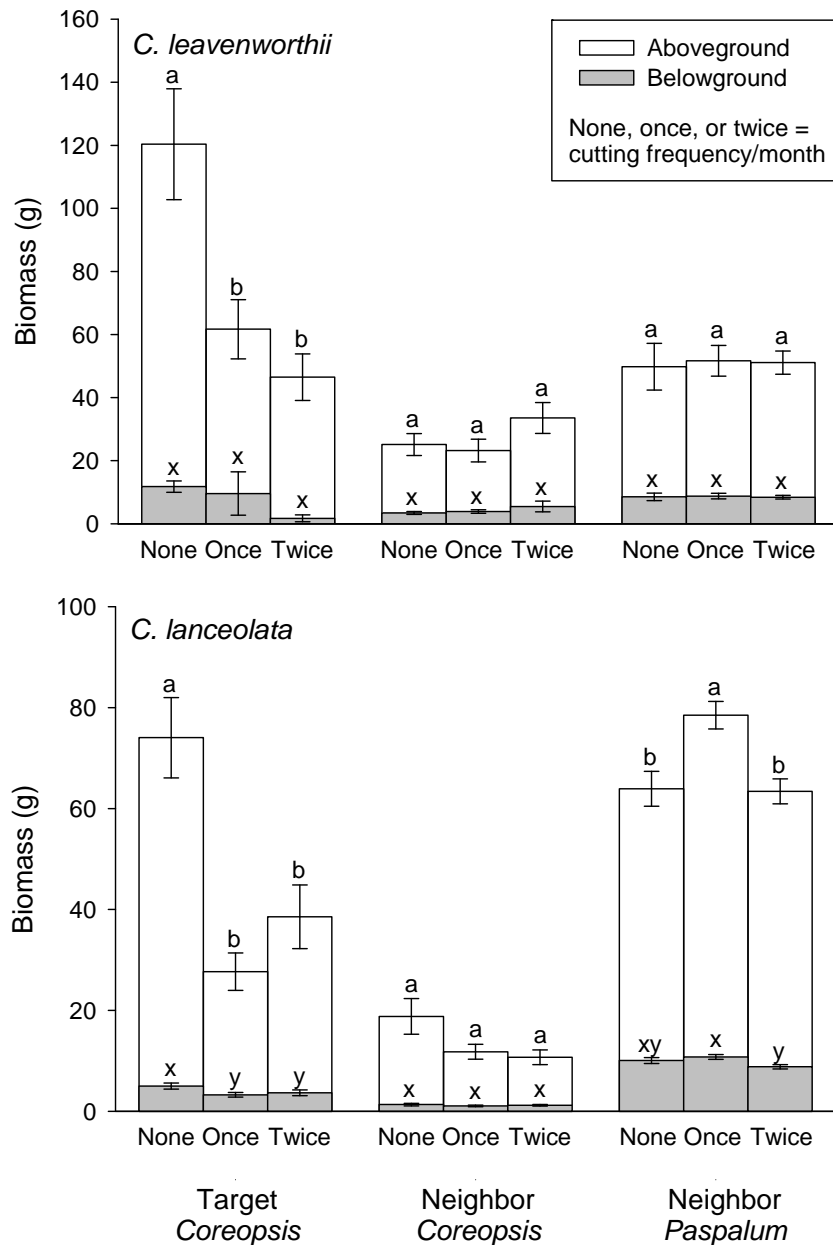 160
140
120
100
80
60
40
20
0
Biomass (g)
C. leavenworthii
Aboveground
Belowground
None, once, or twice =
cutting frequency/month
a
b
b
x
x
x
a
a
a
x
x
x
a
a
a
x
x
x
None Once Twice
None Once Twice
None Once Twice
100
80
60
40
20
0
Biomass (g)
C. lanceolata
a
b
b
x
y
y
a
a
a
x
x
x
b
a
b
xy
x
y
None Once Twice
None Once Twice
None Once Twice
Target
Coreopsis
Neighbor
Coreopsis
Neighbor
Paspalum